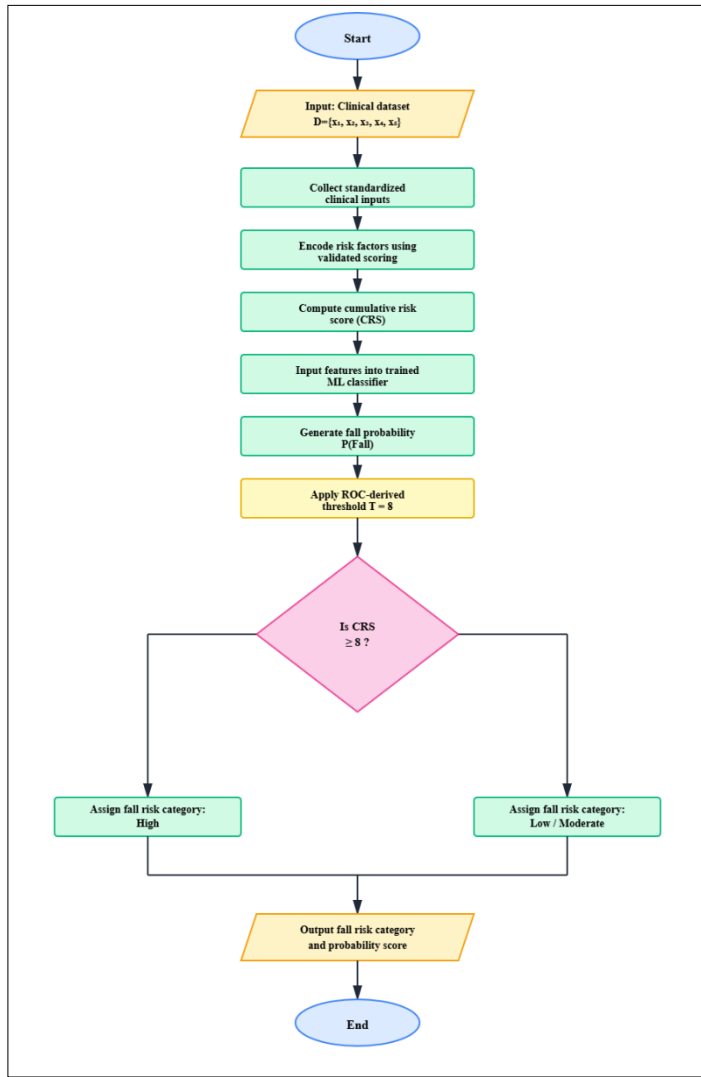 Start
Input: Clinical dataset
D={x₁, x₂, x₃, x₄, x₅}
Collect standardized
clinical inputs
Encode risk factors using
validated scoring
Compute cumulative risk
score (CRS)
Input features into trained
ML classifier
Generate fall probability
P(Fall)
Apply ROC-derived
threshold T = 8
Is CRS
≥ 8 ?
Assign fall risk category:
High
Assign fall risk category:
Low / Moderate
Output fall risk category
and probability score
End